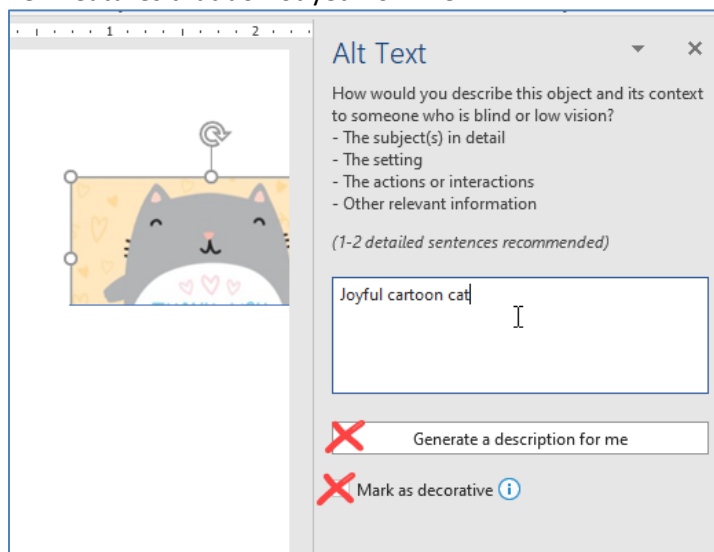 1 2
Alt Text
How would you describe this object and its context
to someone who is blind or low vision?
- The subject(s) in detail
- The setting
- The actions or interactions
- Other relevant information
(1-2 detailed sentences recommended)
Joyful cartoon cat
Generate a description for me
Mark as decorative